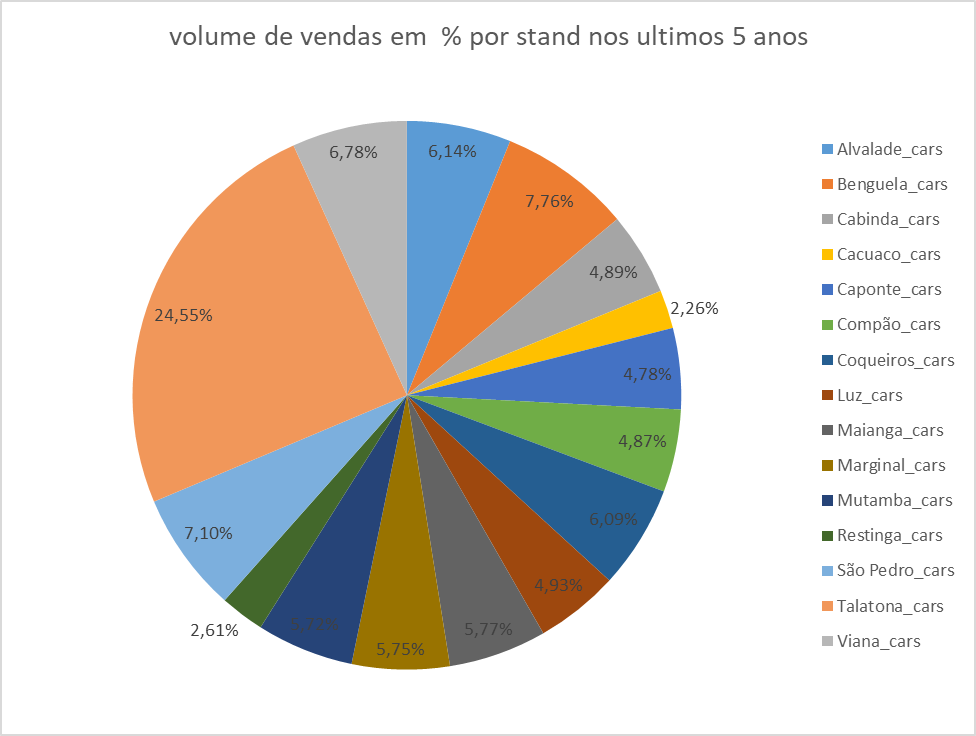 volume de vendas em  % por stand nos ultimos 5 anos
6,14%
7,76%
4,89%
2,26%
4,78%
4,87%
6,09%
4,93%
5,77%
5,75%
2,61%
7,10%
24,55%
6,78%
Alvalade_cars
Benguela_cars
Cabinda_cars
Cacuaco_cars
Caponte_cars
Compão_cars
Coqueiros_cars
Luz_cars
Maianga_cars
Marginal_cars
Mutamba_cars
Restinga_cars
São Pedro_cars
Talatona_cars
Viana_cars